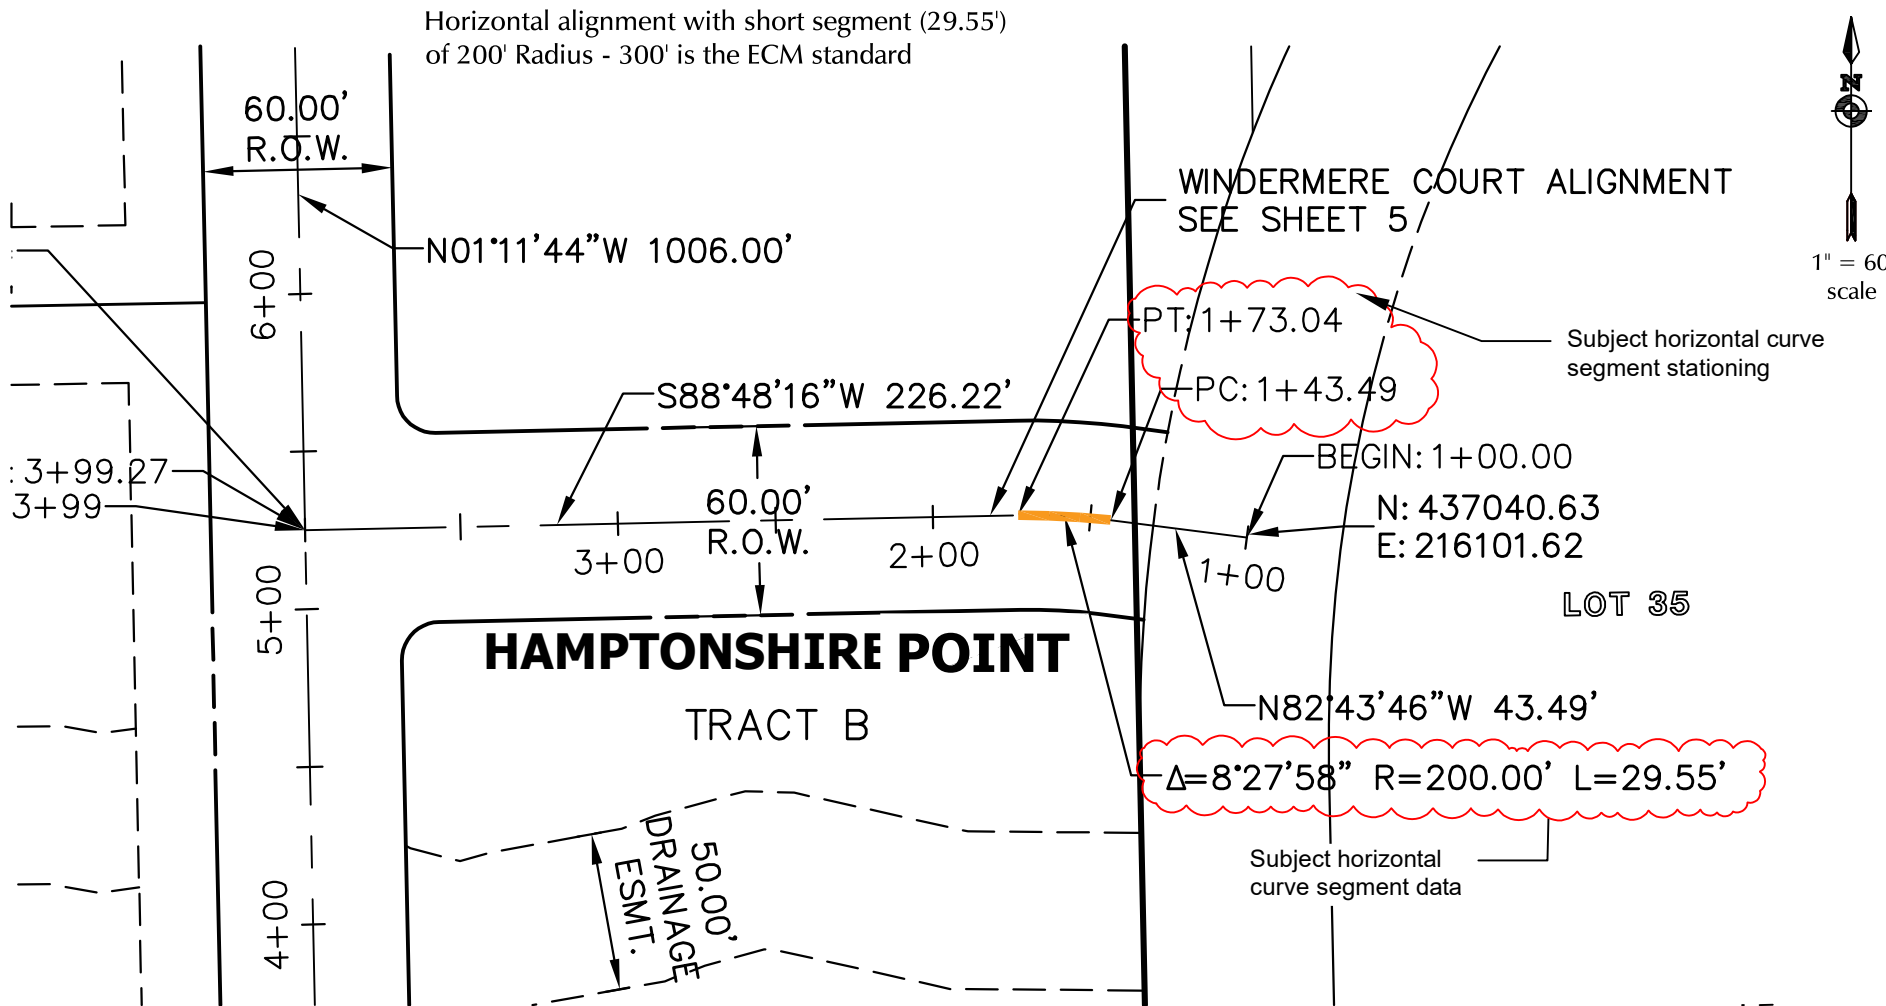 Horizontal alignment with short segment (29.55')
of 200' Radius - 300' is the ECM standard
60.00'
R.O.W.
N
1" = 60
scale
WINDERMERE COURT ALIGNMENT
SEE SHEET 5
N01°11'44"W 1006.00'
6+00
PT: 1+73.04
Subject horizontal curve
segment stationing
PC: 1+43.49
S88°48'16"W 226.22'
: 3+99.27
3+99
BEGIN: 1+00.00
N: 437040.63
E: 216101.62
60.00'
R.O.W.
3+00
2+00
1+00
5+00
LOT 35
HAMPTONSHIRE POINT
TRACT B
N82°43'46"W 43.49'
Δ=8°27'58" R=200.00' L=29.55'
Subject horizontal
curve segment data
50.00'
DRAINAGE
ESMT.
4+00